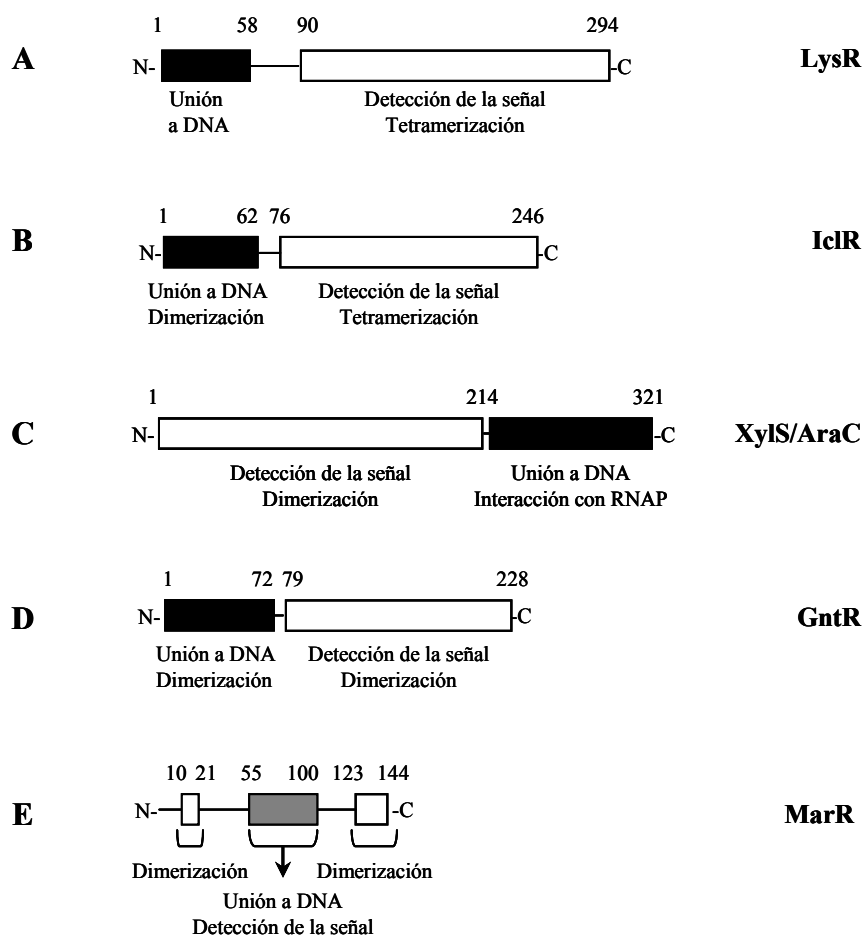 1 58 90 294
A N- -C LysR
Unión Detección de la señal
a DNA Tetramerización
1 62 76 246
B N- -C IclR
Unión a DNA Detección de la señal
Dimerización Tetramerización
1 214 321
C N- -C XylS/AraC
Detección de la señal Unión a DNA
Dimerización Interacción con RNAP
1 72 79 228
D N- -C GntR
Unión a DNA Detección de la señal
Dimerización Dimerización
10 21 55 100 123 144
E N- -C MarR
Dimerización Dimerización
Unión a DNA
Detección de la señal